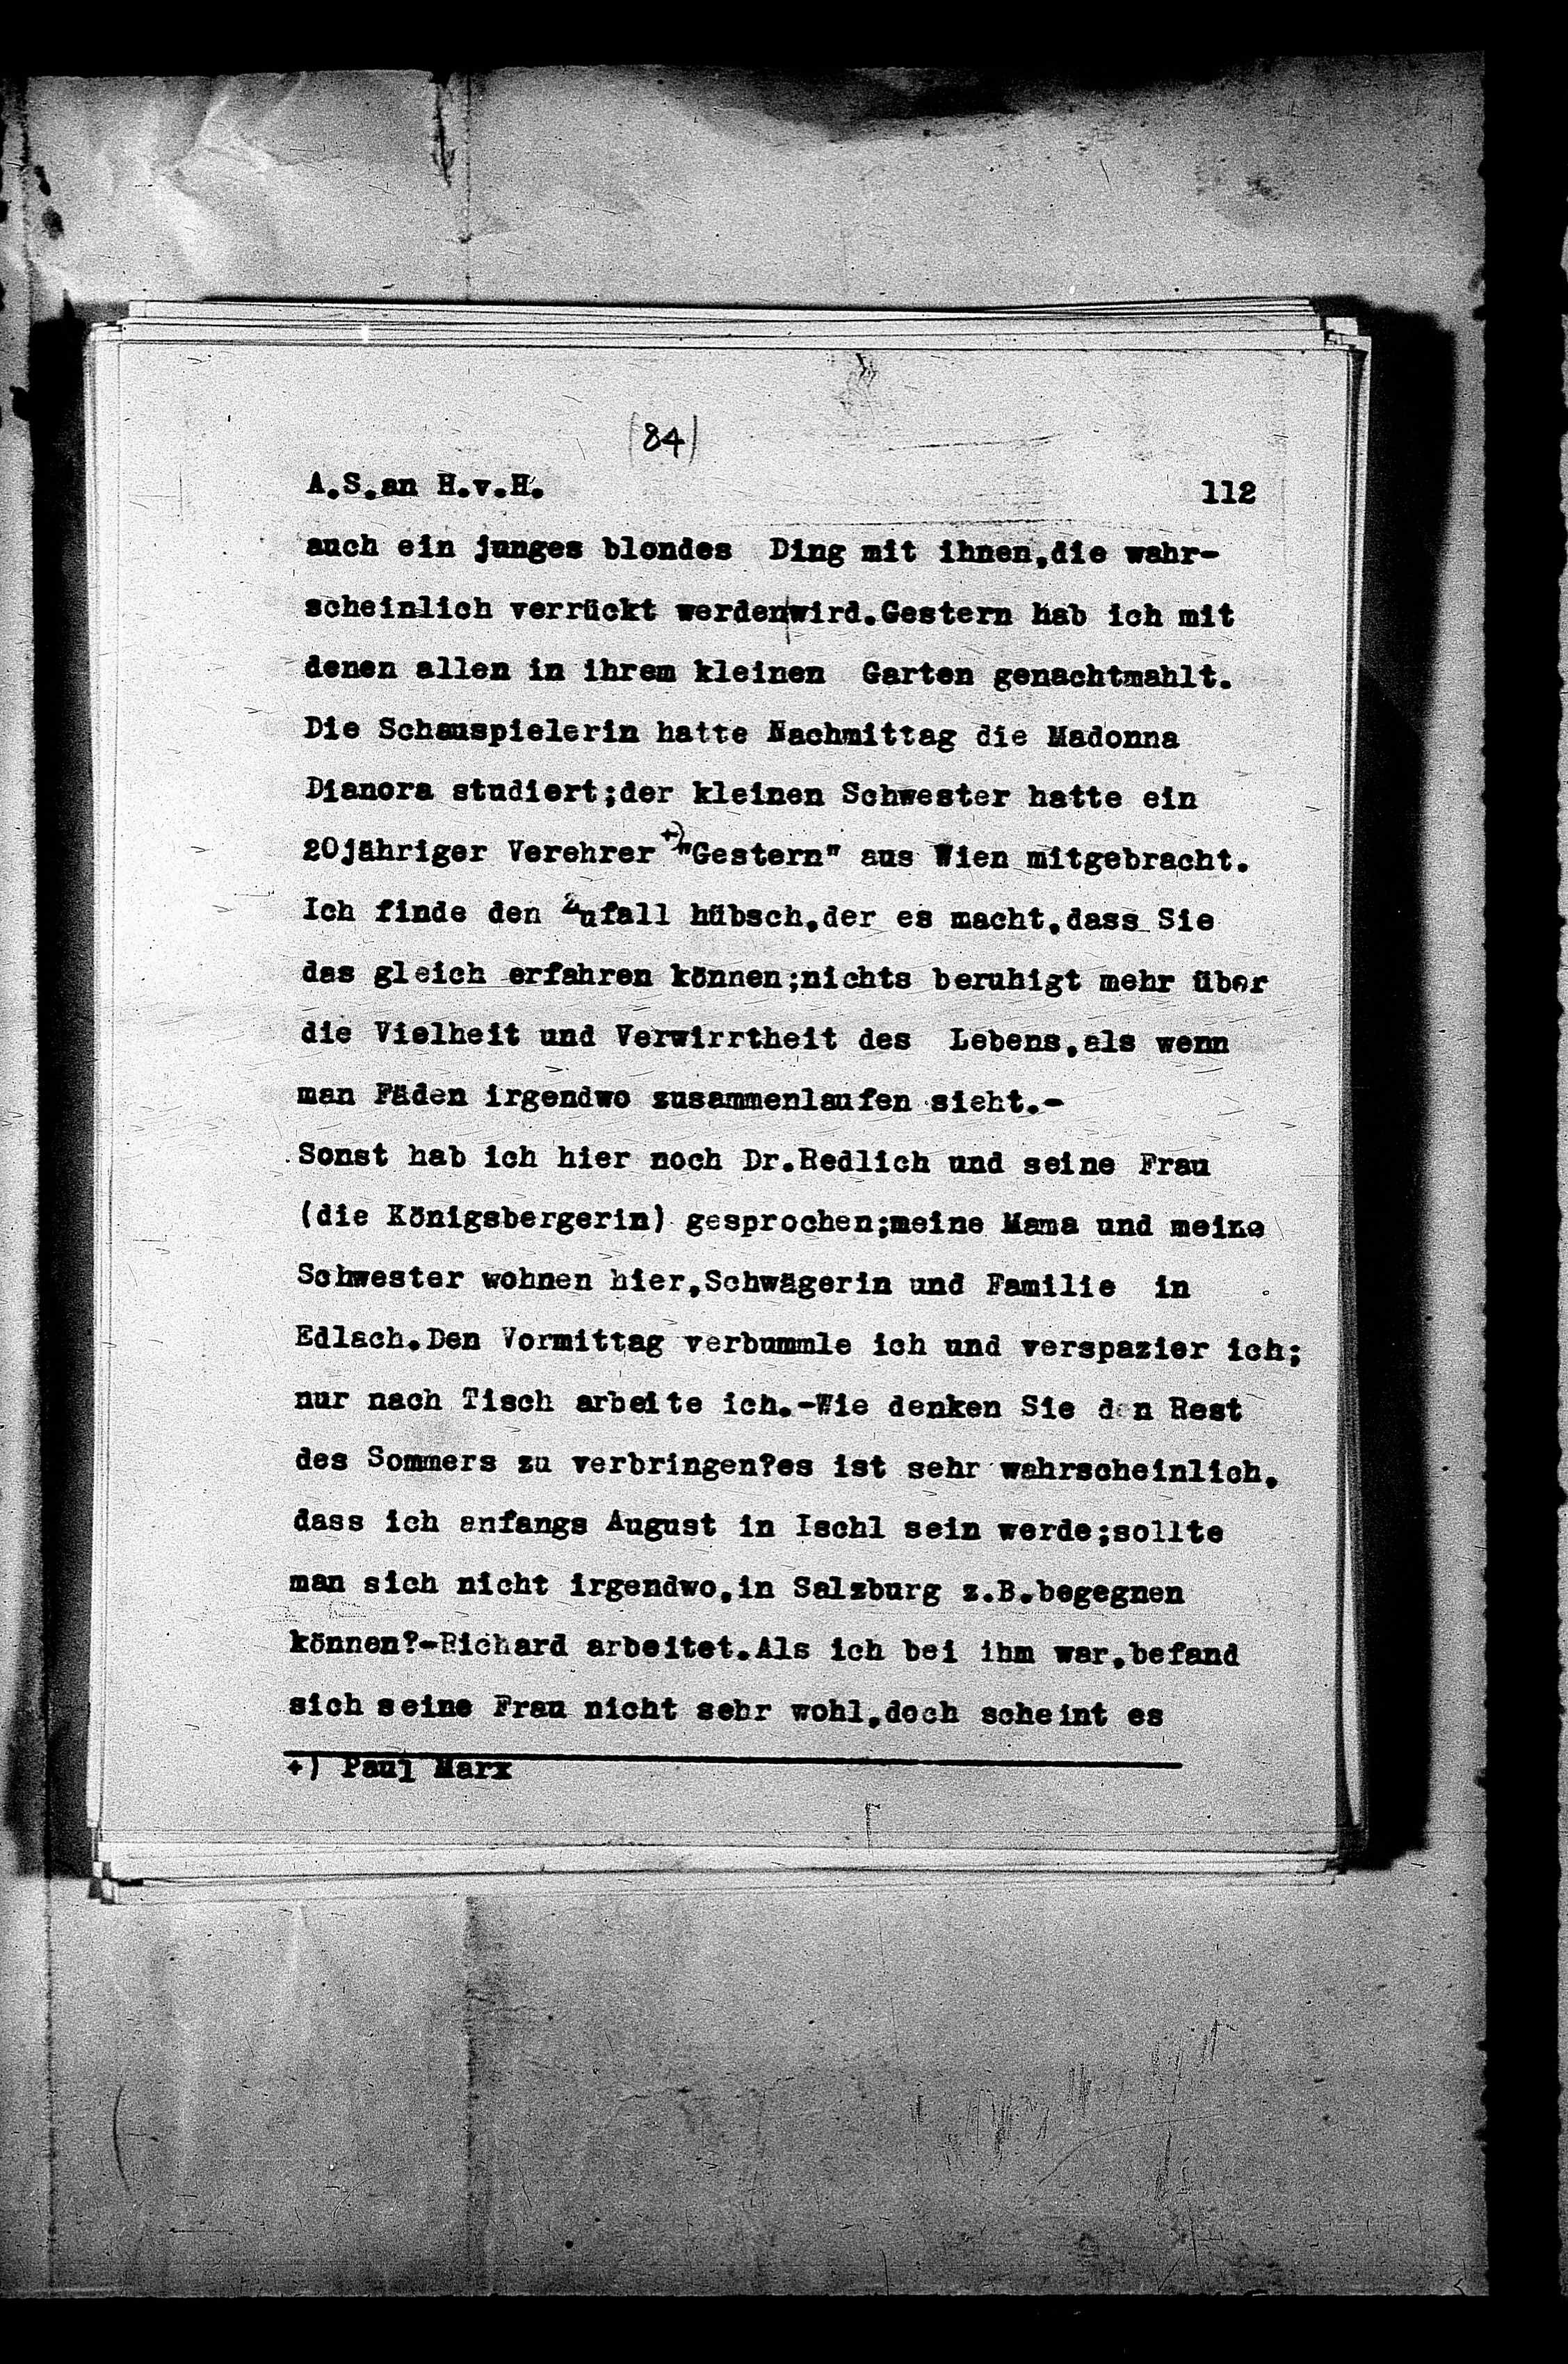 (84)
A.S.an H.v.H. 112
auch ein junges blondes Ding mit ihnen,die wahr-
scheinlich verrückt werden|wird.Gestern hab ich mit
denen allen in ihrem kleinen Garten genachtmahlt.
Die Schauspielerin hatte Nachmittag die Madonna
Dianora studiert;der kleinen Schwester hatte ein
20jähriger Verehrer +) "Gestern" aus Wien mitgebracht.
Ich finde den Zufall hübsch,der es macht,dass Sie
das gleich erfahren können;nichts beruhigt mehr über
die Vielheit und Verwirrtheit des Lebens,als wenn
man Fäden irgendwo zusammenlaufen sieht.-
Sonst hab ich hier noch Dr.Redlich und seine Frau
(die Königsbergerin) gesprochen;meine Mama und meine
Schwester wohnen hier,Schwägerin und Familie in
Edlach.Den Vormittag verbummle ich und verspazier ich;
nur nach Tisch arbeite ich.-Wie denken Sie den Rest
des Sommers zu verbringen?es ist sehr wahrscheinlich,
dass ich anfangs August in Ischl sein werde;sollte
man sich nicht irgendwo,in Salzburg z.B.begegnen
können?-Richard arbeitet.Als ich bei ihm war,befand
sich seine Frau nicht sehr wohl,doch scheint es
+) Paul Marx